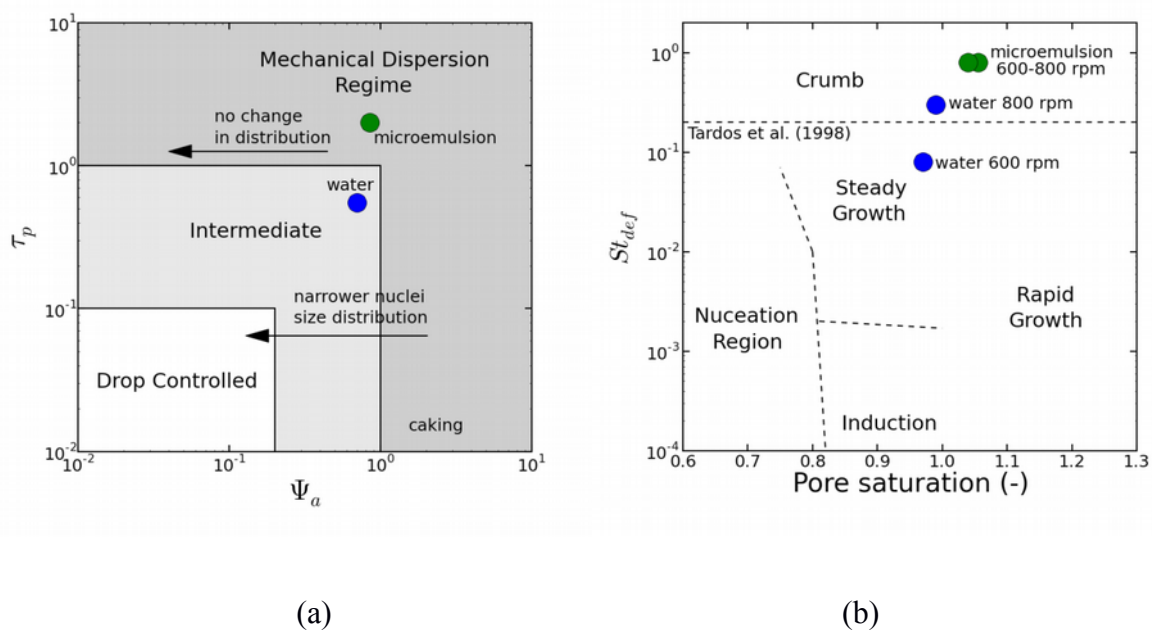 10¹
Mechanical Dispersion
Regime
no change
in distribution
microemulsion
10⁰
water
Intermediate
τₚ
10⁻¹
narrower nuclei
size distribution
Drop Controlled
caking
10⁻²
10⁻² 10⁻¹ 10⁰ 10¹
Ψₐ
(a)
10⁰
microemulsion
600-800 rpm
Crumb
water 800 rpm
Tardos et al. (1998)
10⁻¹
water 600 rpm
Steady
Growth
St_def
10⁻²
Nuceation
Region
Rapid
Growth
10⁻³
Induction
10⁻⁴
0.6 0.7 0.8 0.9 1.0 1.1 1.2 1.3
Pore saturation (-)
(b)